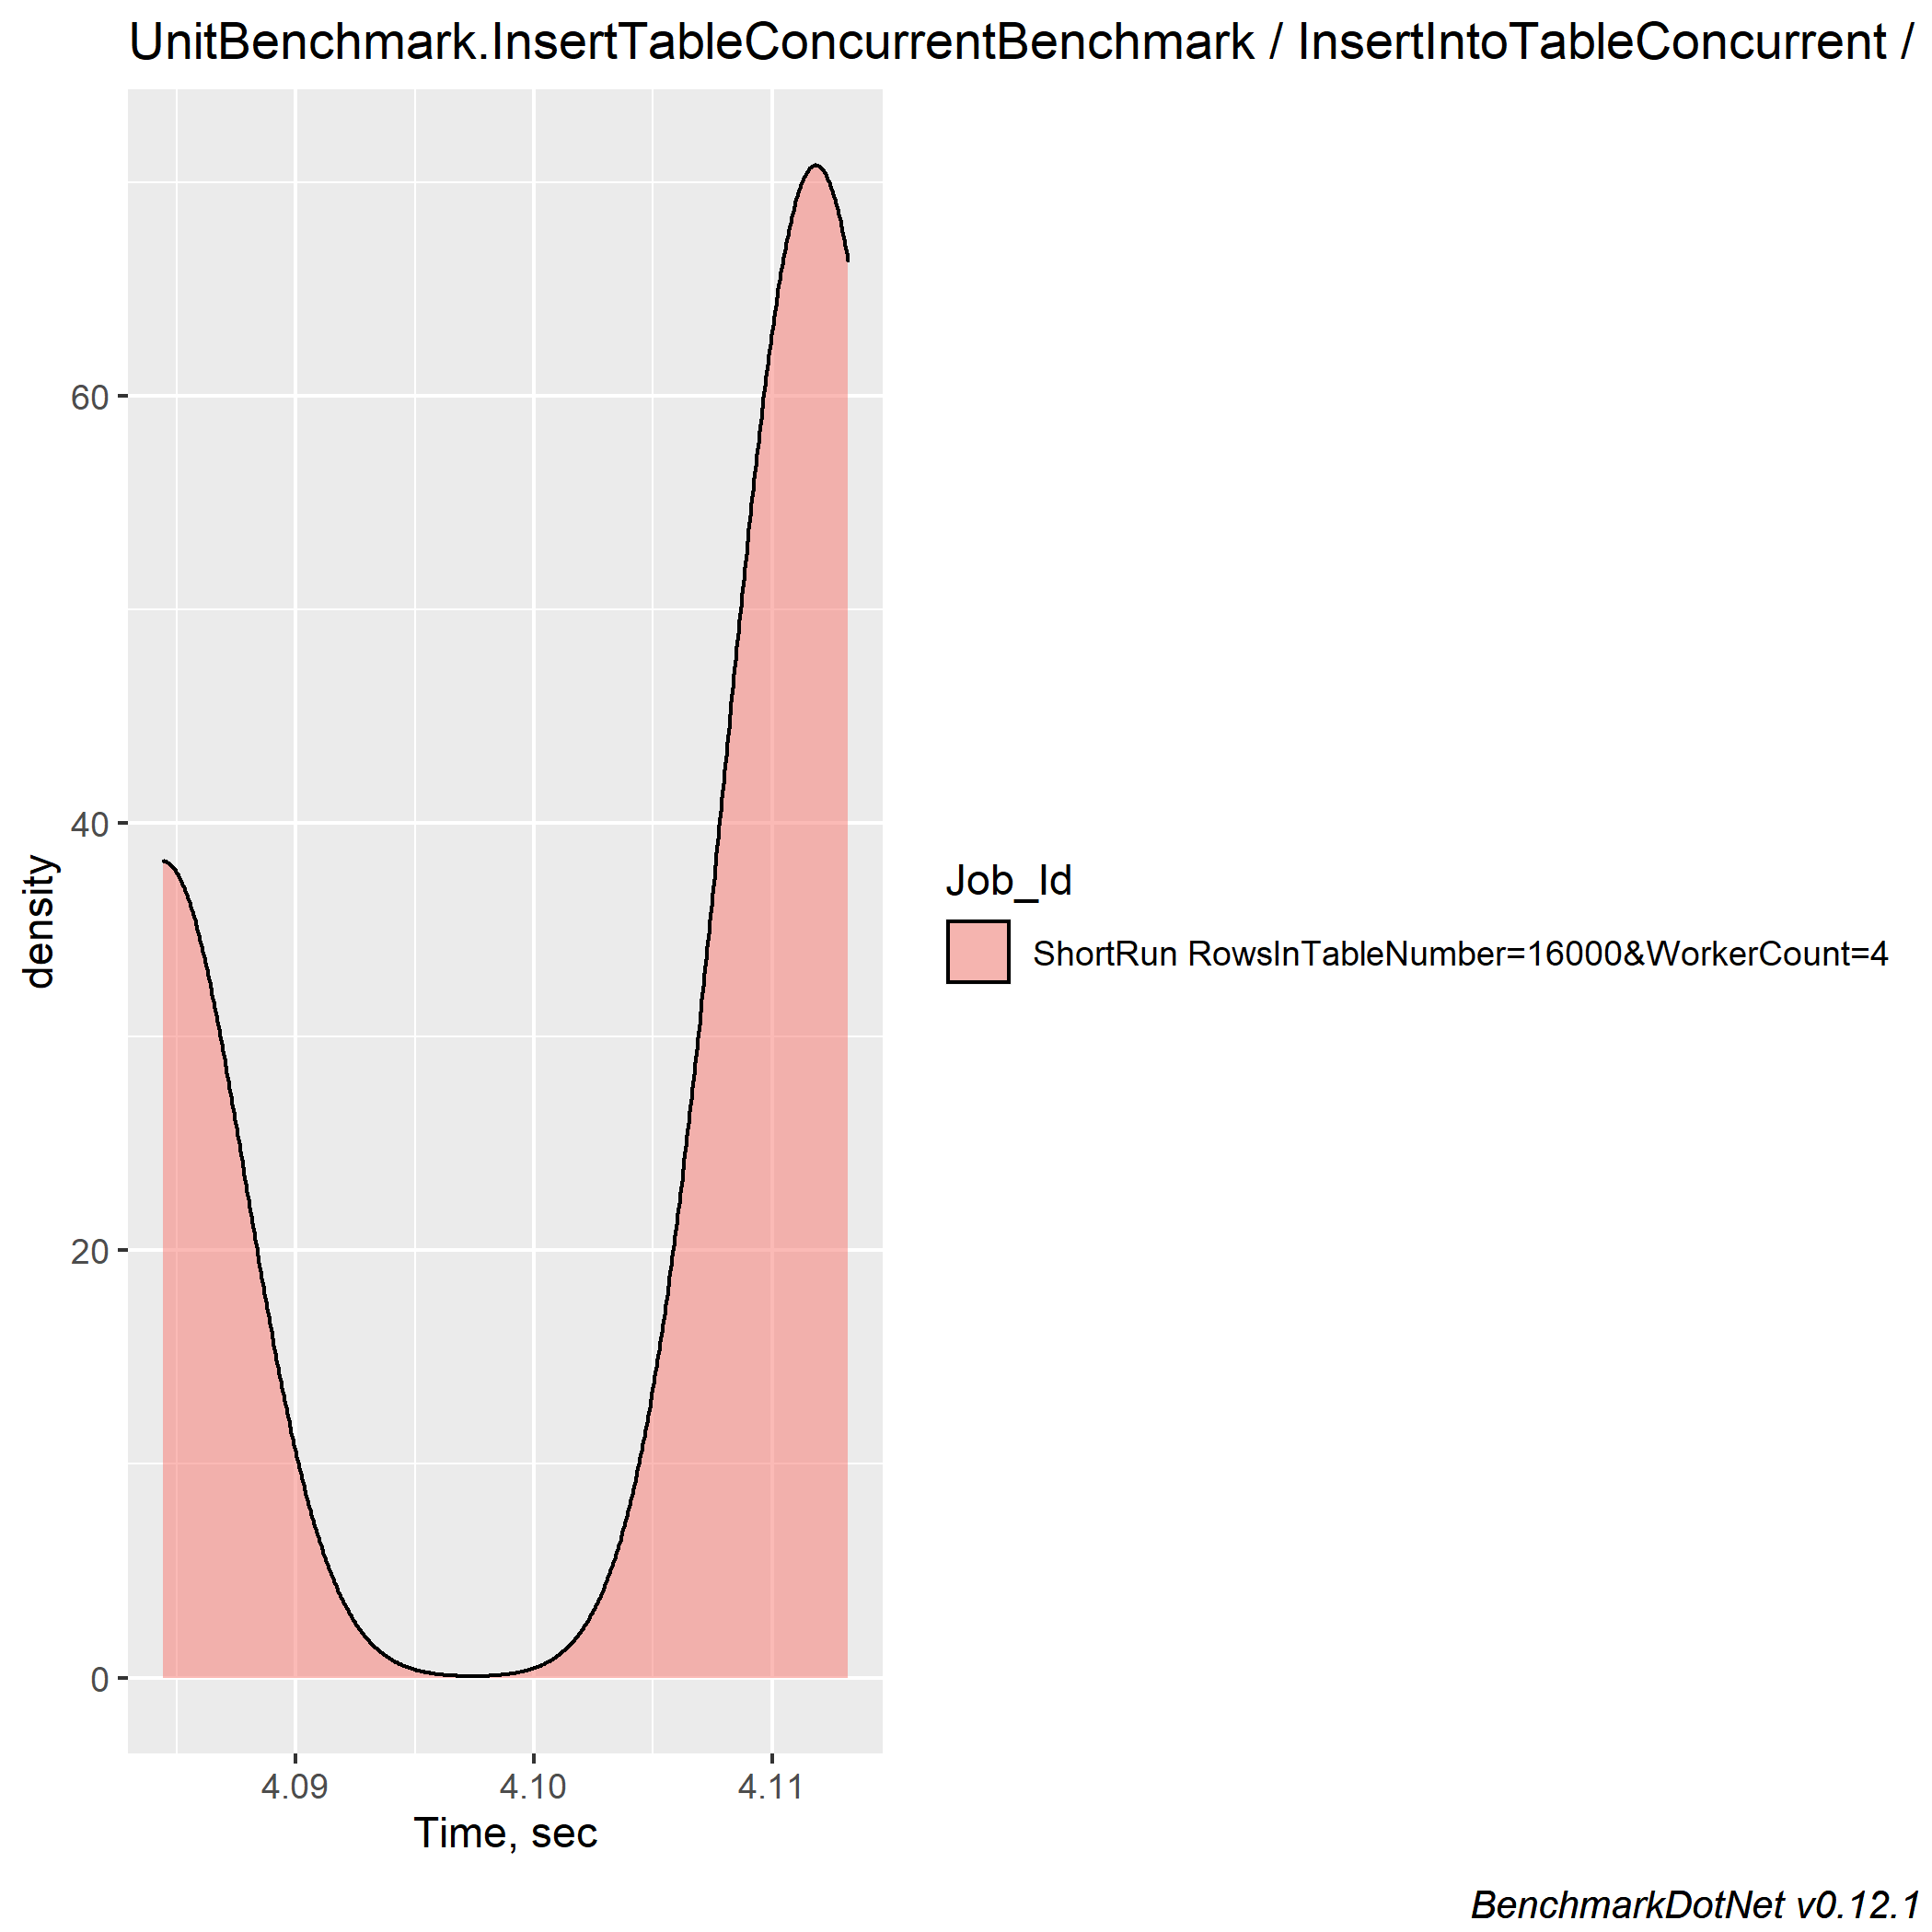 UnitBenchmark.InsertTableConcurrentBenchmark / InsertIntoTableConcurrent /
60
40
20
0
density
4.09 4.10 4.11
Time, sec
Job_Id
ShortRun RowsInTableNumber=16000&WorkerCount=4
BenchmarkDotNet v0.12.1